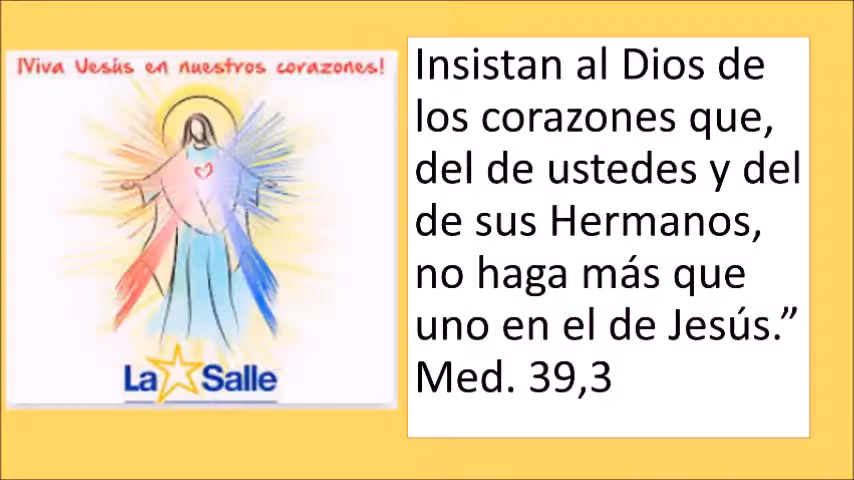 ¡Viva Jesús en nuestros corazones!
La Salle
Insistan al Dios de
los corazones que,
del de ustedes y del
de sus Hermanos,
no haga más que
uno en el de Jesús.”
Med. 39,3